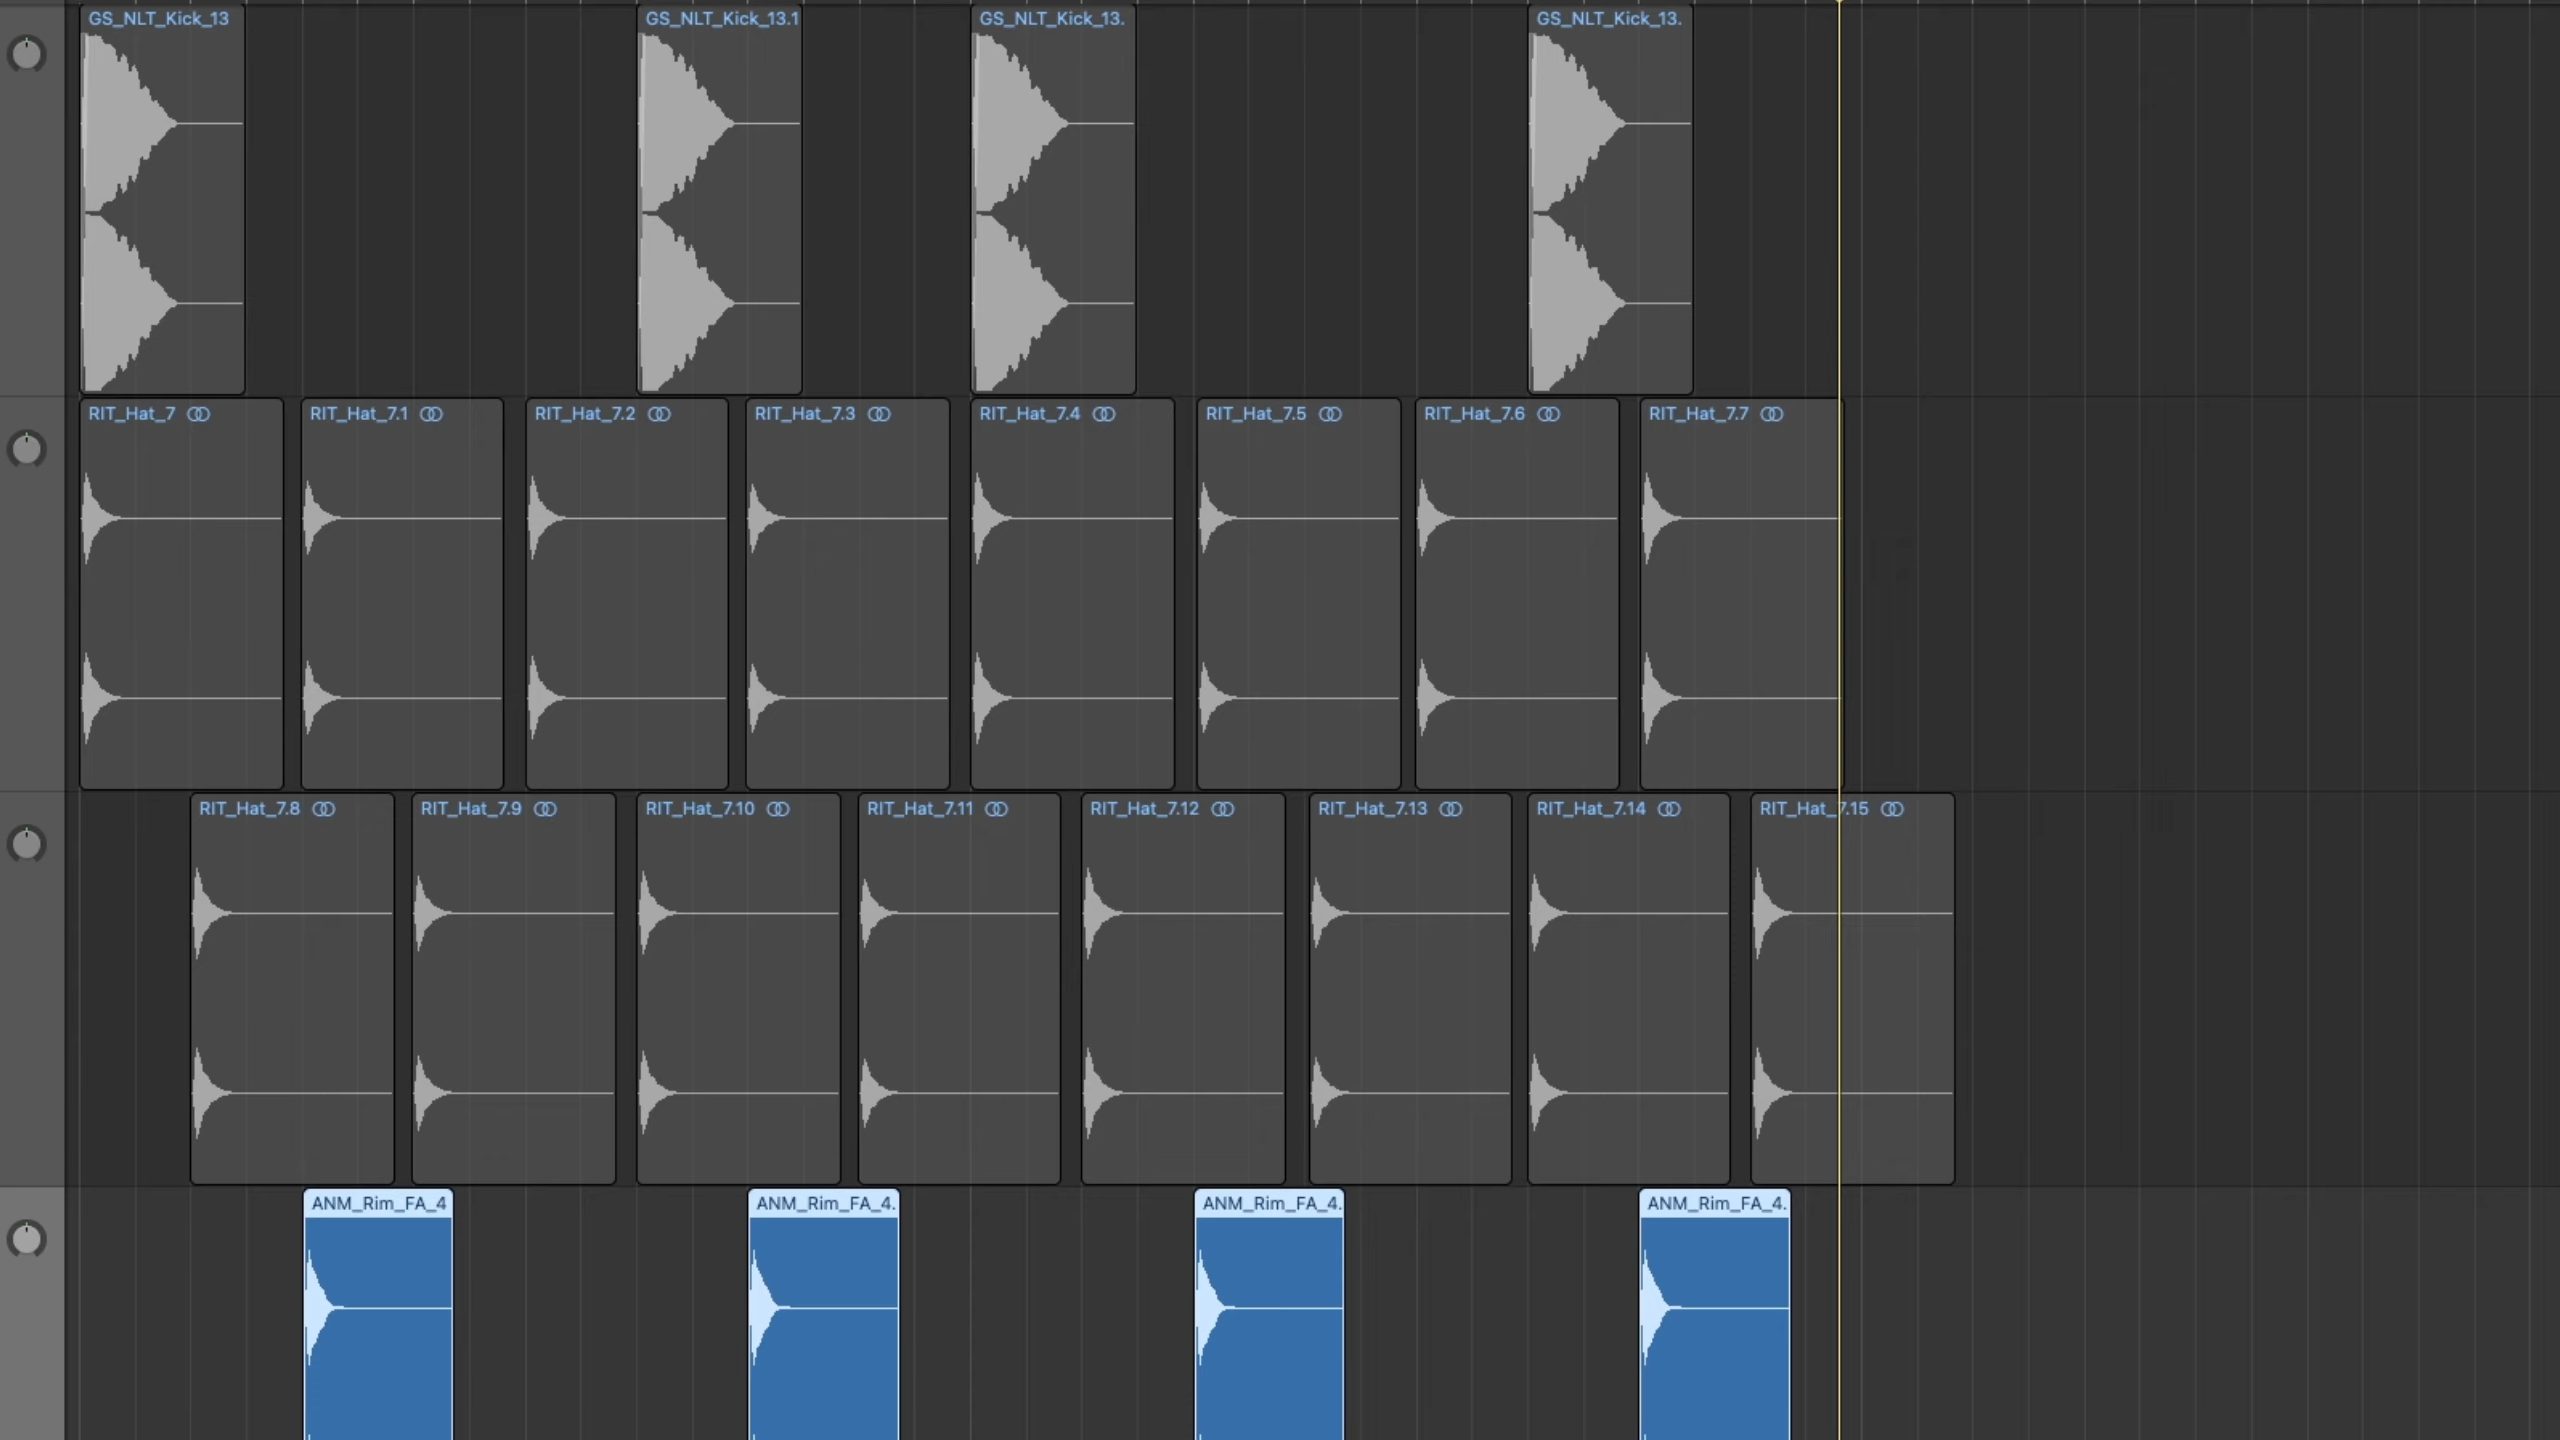 GS_NLT_Kick_13
GS_NLT_Kick_13.1
GS_NLT_Kick_13.
GS_NLT_Kick_13.
RIT_Hat_7
RIT_Hat_7.1
RIT_Hat_7.2
RIT_Hat_7.3
RIT_Hat_7.4
RIT_Hat_7.5
RIT_Hat_7.6
RIT_Hat_7.7
RIT_Hat_7.8
RIT_Hat_7.9
RIT_Hat_7.10
RIT_Hat_7.11
RIT_Hat_7.12
RIT_Hat_7.13
RIT_Hat_7.14
RIT_Hat_7.15
ANM_Rim_FA_4
ANM_Rim_FA_4.
ANM_Rim_FA_4.
ANM_Rim_FA_4.